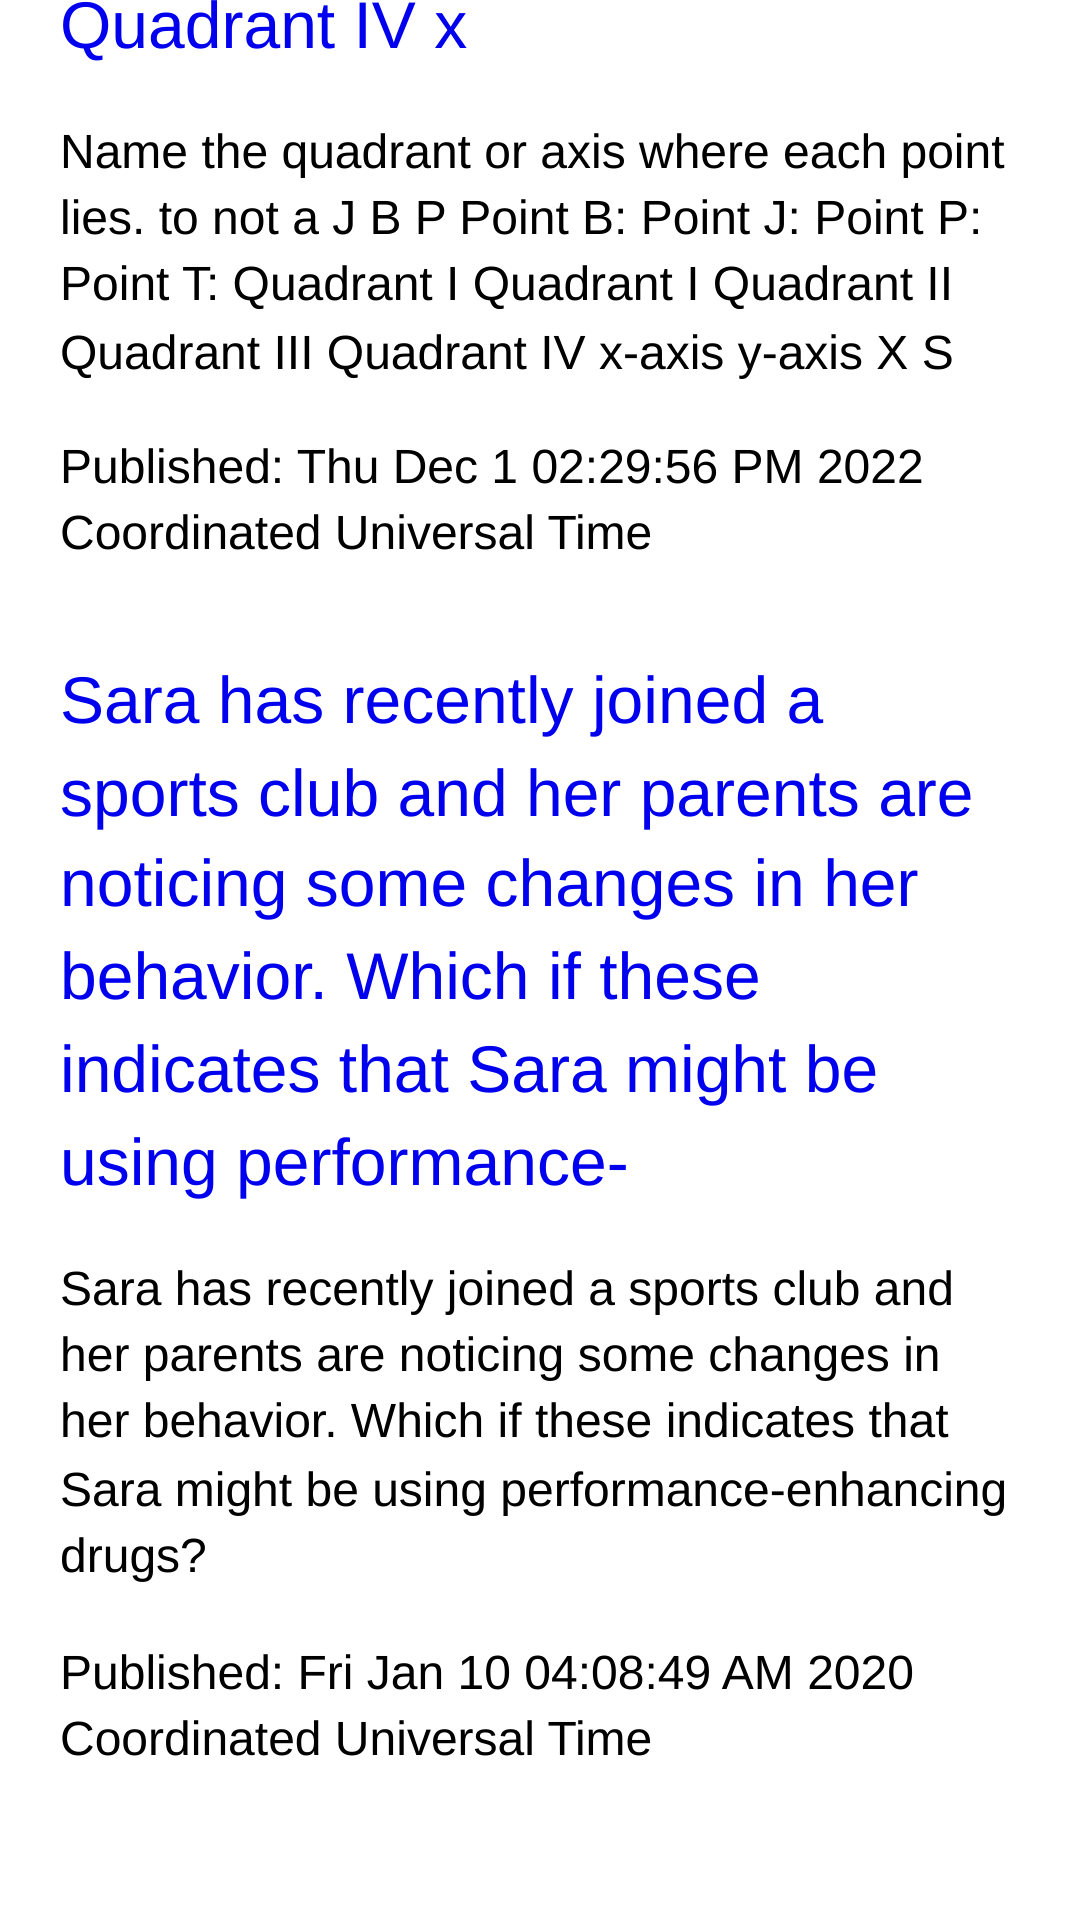 Quadrant IV x
Name the quadrant or axis where each point
lies. to not a J B P Point B: Point J: Point P:
Point T: Quadrant I Quadrant I Quadrant II
Quadrant III Quadrant IV x-axis y-axis X S
Published: Thu Dec 1 02:29:56 PM 2022
Coordinated Universal Time
Sara has recently joined a
sports club and her parents are
noticing some changes in her
behavior. Which if these
indicates that Sara might be
using performance-
Sara has recently joined a sports club and
her parents are noticing some changes in
her behavior. Which if these indicates that
Sara might be using performance-enhancing
drugs?
Published: Fri Jan 10 04:08:49 AM 2020
Coordinated Universal Time